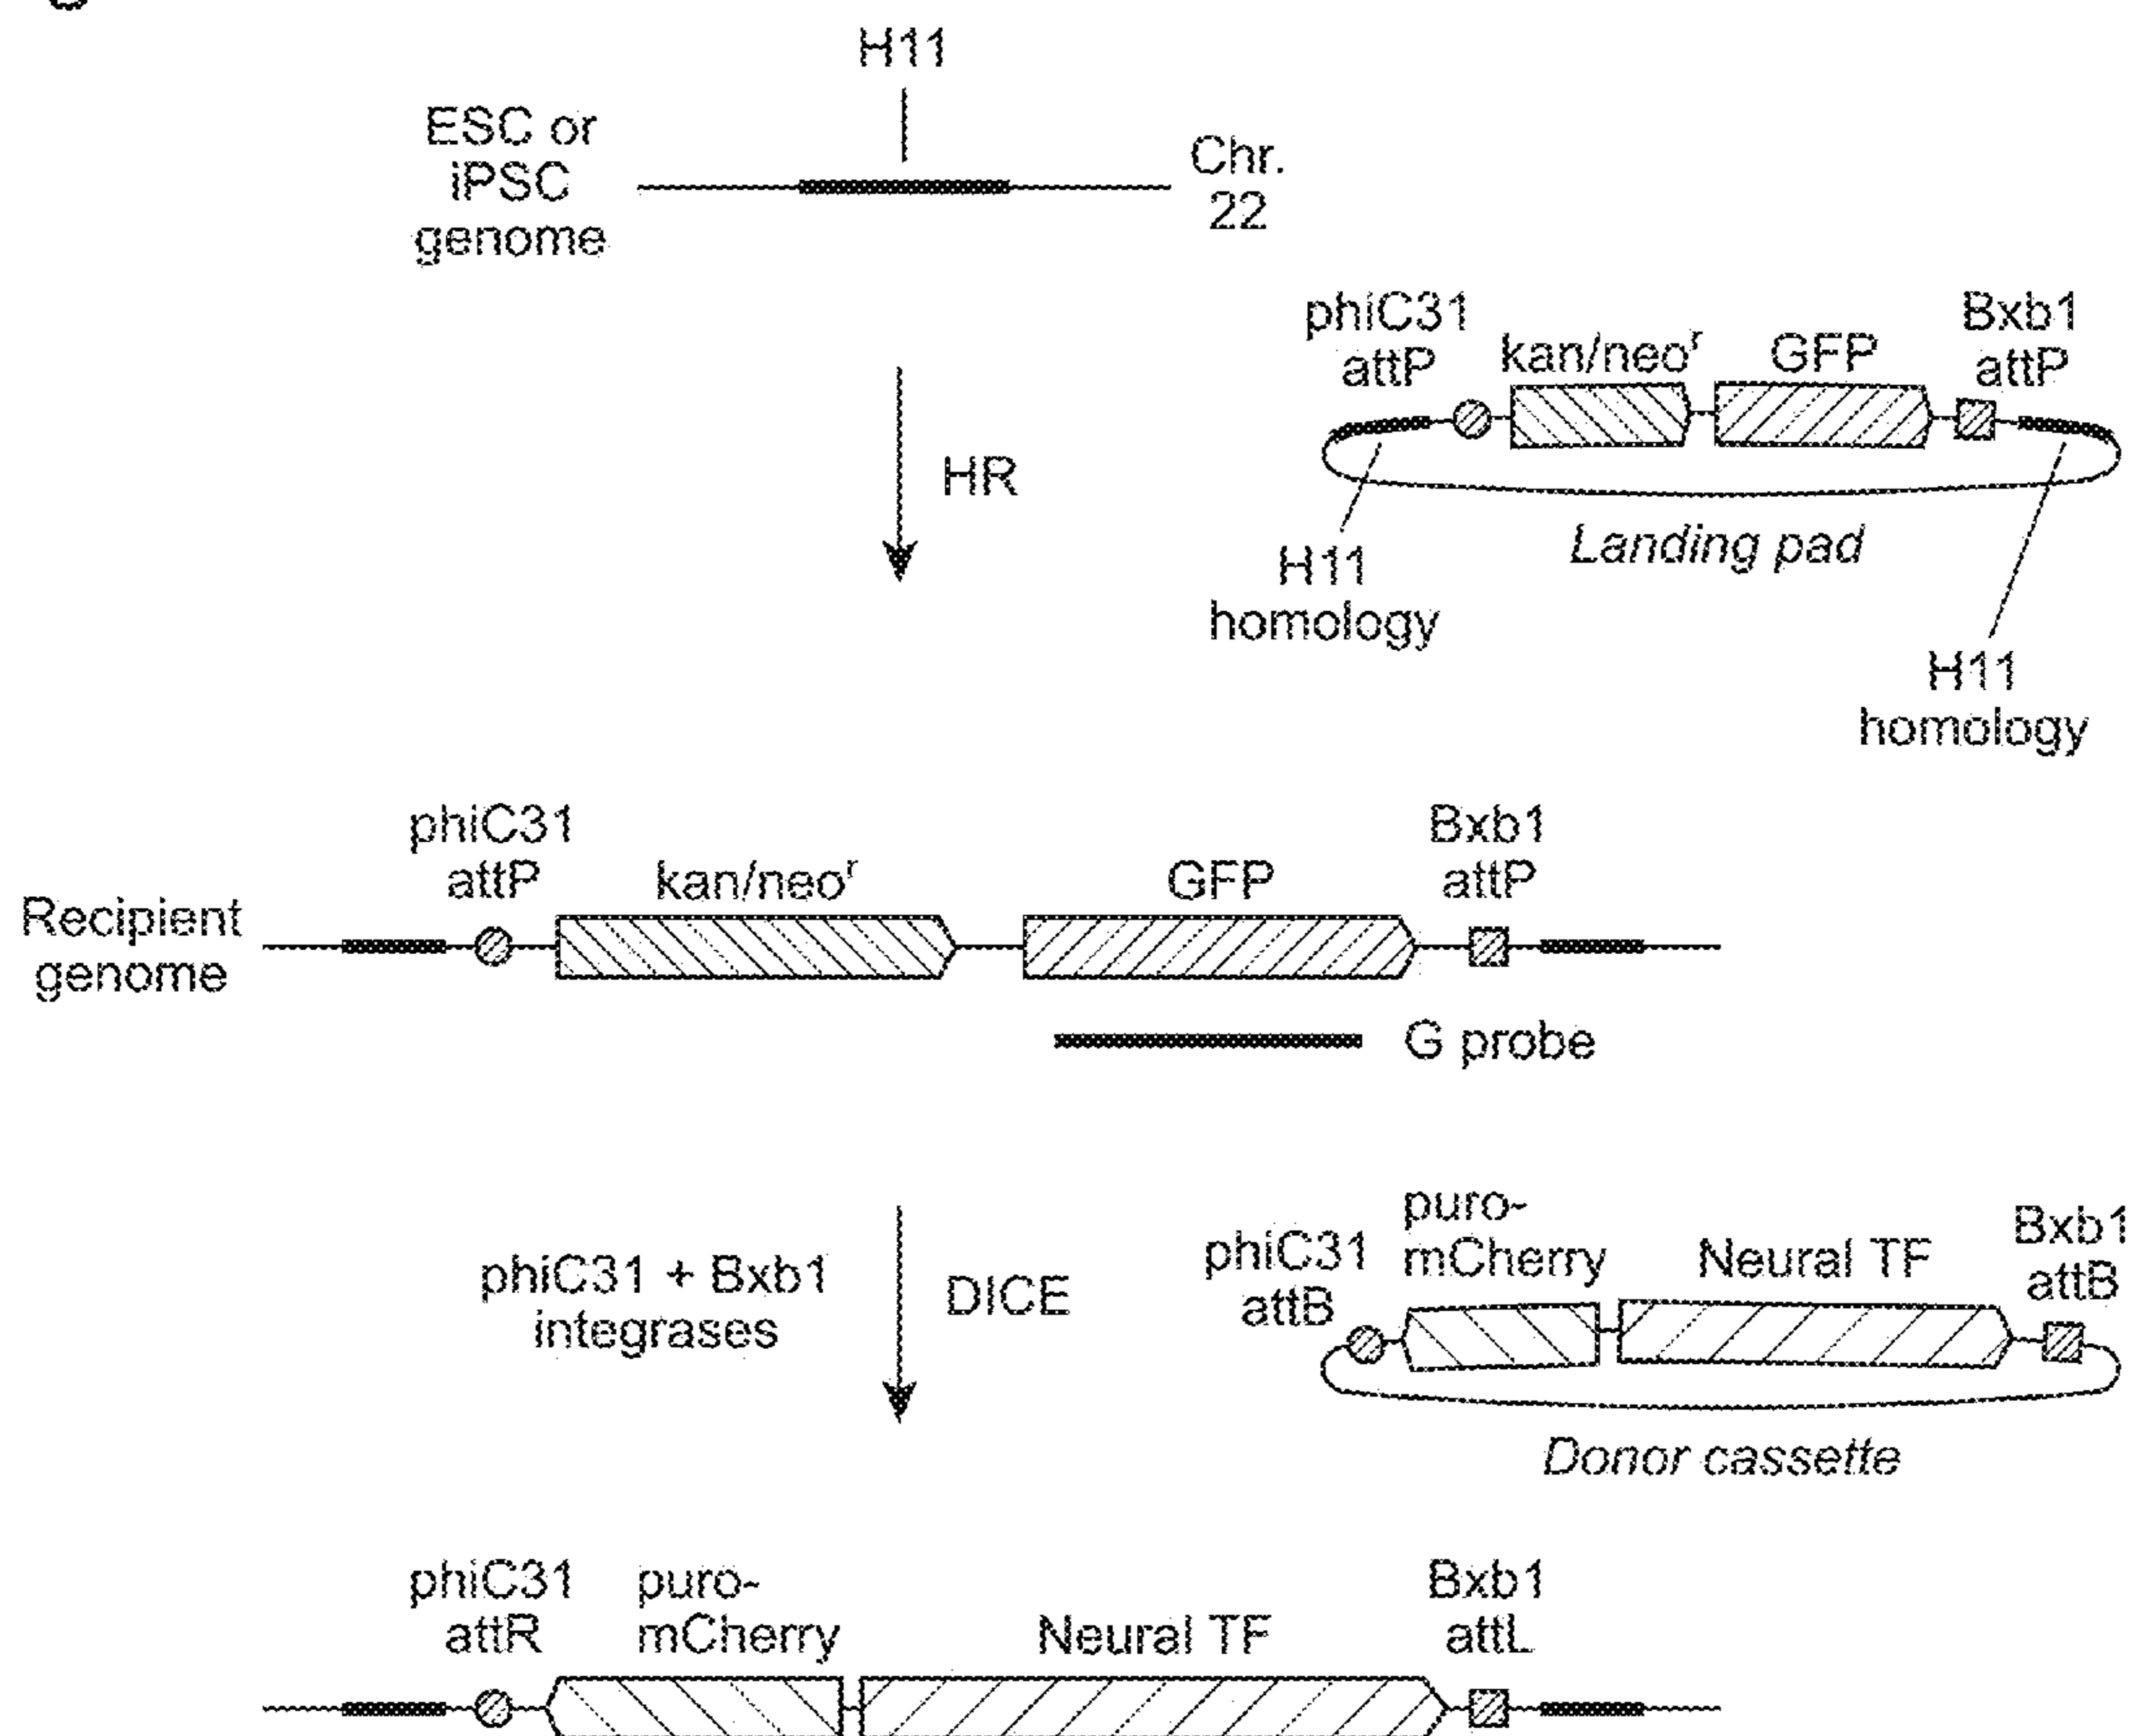 H11
ESC or
iPSC
genome
Chr.
22
HR
phiC31
attP
kan/neoʳ
GFP
Bxb1
attP
Landing pad
H11
homology
H11
homology
Recipient
genome
phiC31
attP
kan/neoʳ
GFP
Bxb1
attP
G probe
phiC31 + Bxb1
integrases
DICE
phiC31
attB
puro-
mCherry
Neural TF
Bxb1
attB
Donor cassette
phiC31
attR
puro-
mCherry
Neural TF
Bxb1
attL